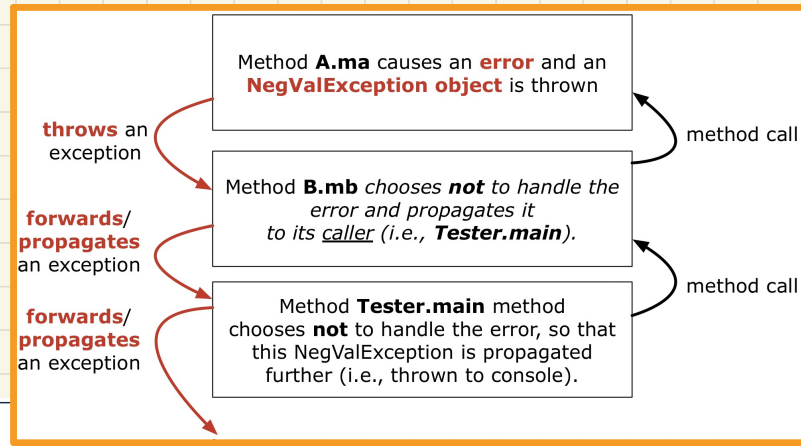 Method A.ma causes an error and an
NegValException object is thrown
throws an
exception
method call
Method B.mb chooses not to handle the
error and propagates it
to its caller (i.e., Tester.main).
forwards/
propagates
an exception
method call
Method Tester.main method
chooses not to handle the error, so that
this NegValException is propagated
further (i.e., thrown to console).
forwards/
propagates
an exception